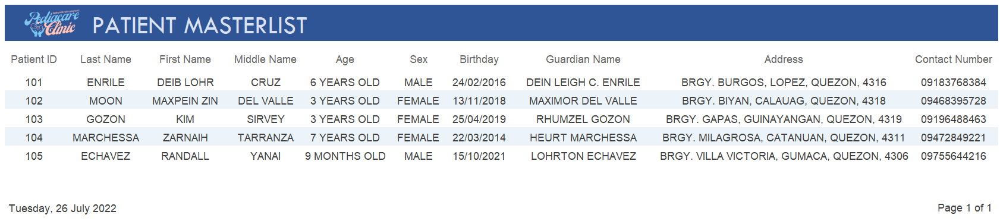 Pediacare
Clinic
PATIENT MASTERLIST
Patient ID Last Name First Name Middle Name Age Sex Birthday Guardian Name Address Contact Number
101 ENRILE DEIB LOHR CRUZ 6 YEARS OLD MALE 24/02/2016 DEIN LEIGH C. ENRILE BRGY. BURGOS, LOPEZ, QUEZON, 4316 09183768384
102 MOON MAXPEIN ZIN DEL VALLE 3 YEARS OLD FEMALE 13/11/2018 MAXIMOR DEL VALLE BRGY. BIYAN, CALAUAG, QUEZON, 4318 09468395728
103 GOZON KIM SIRVEY 3 YEARS OLD FEMALE 25/04/2019 RHUMZEL GOZON BRGY. GAPAS, GUINAYANGAN, QUEZON, 4319 09196488463
104 MARCHESSA ZARNAIH TARRANZA 7 YEARS OLD FEMALE 22/03/2014 HEURT MARCHESSA BRGY. MILAGROSA, CATANUAN, QUEZON, 4311 09472849221
105 ECHAVEZ RANDALL YANAI 9 MONTHS OLD MALE 15/10/2021 LOHRTON ECHAVEZ BRGY. VILLA VICTORIA, GUMACA, QUEZON, 4306 09755644216
Tuesday, 26 July 2022 Page 1 of 1